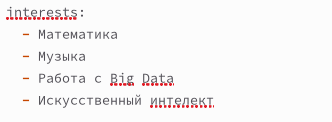 interests:
- Математика
- Музыка
- Работа с Big Data
- Искусственный интелект